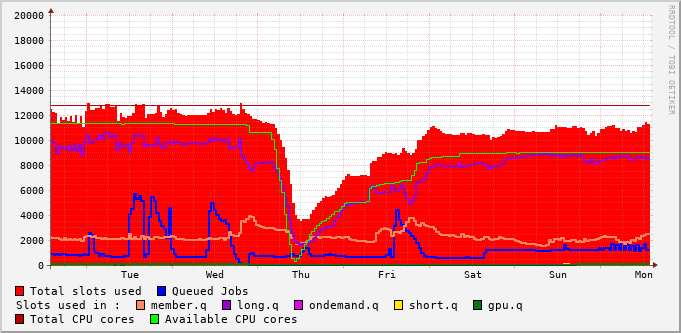 20000
18000
16000
14000
12000
10000
8000
6000
4000
2000
0
Tue Wed Thu Fri Sat Sun Mon
Total slots used Queued Jobs
Slots used in : member.q long.q ondemand.q short.q gpu.q
Total CPU cores Available CPU cores
RRDTOOL / TOBI OETIKER